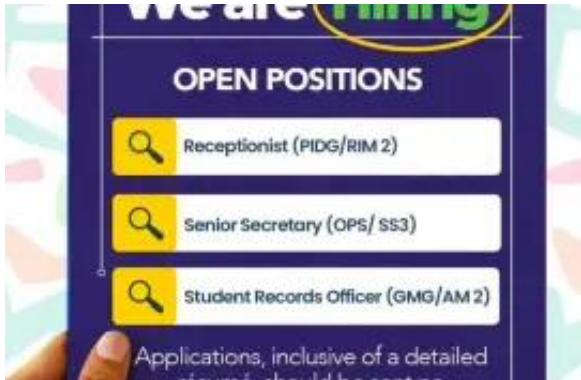 We are Hiring
OPEN POSITIONS
Receptionist (PIDG/RIM 2)
Senior Secretary (OPS/ SS3)
Student Records Officer (GMG/AM 2)
Applications, inclusive of a detailed